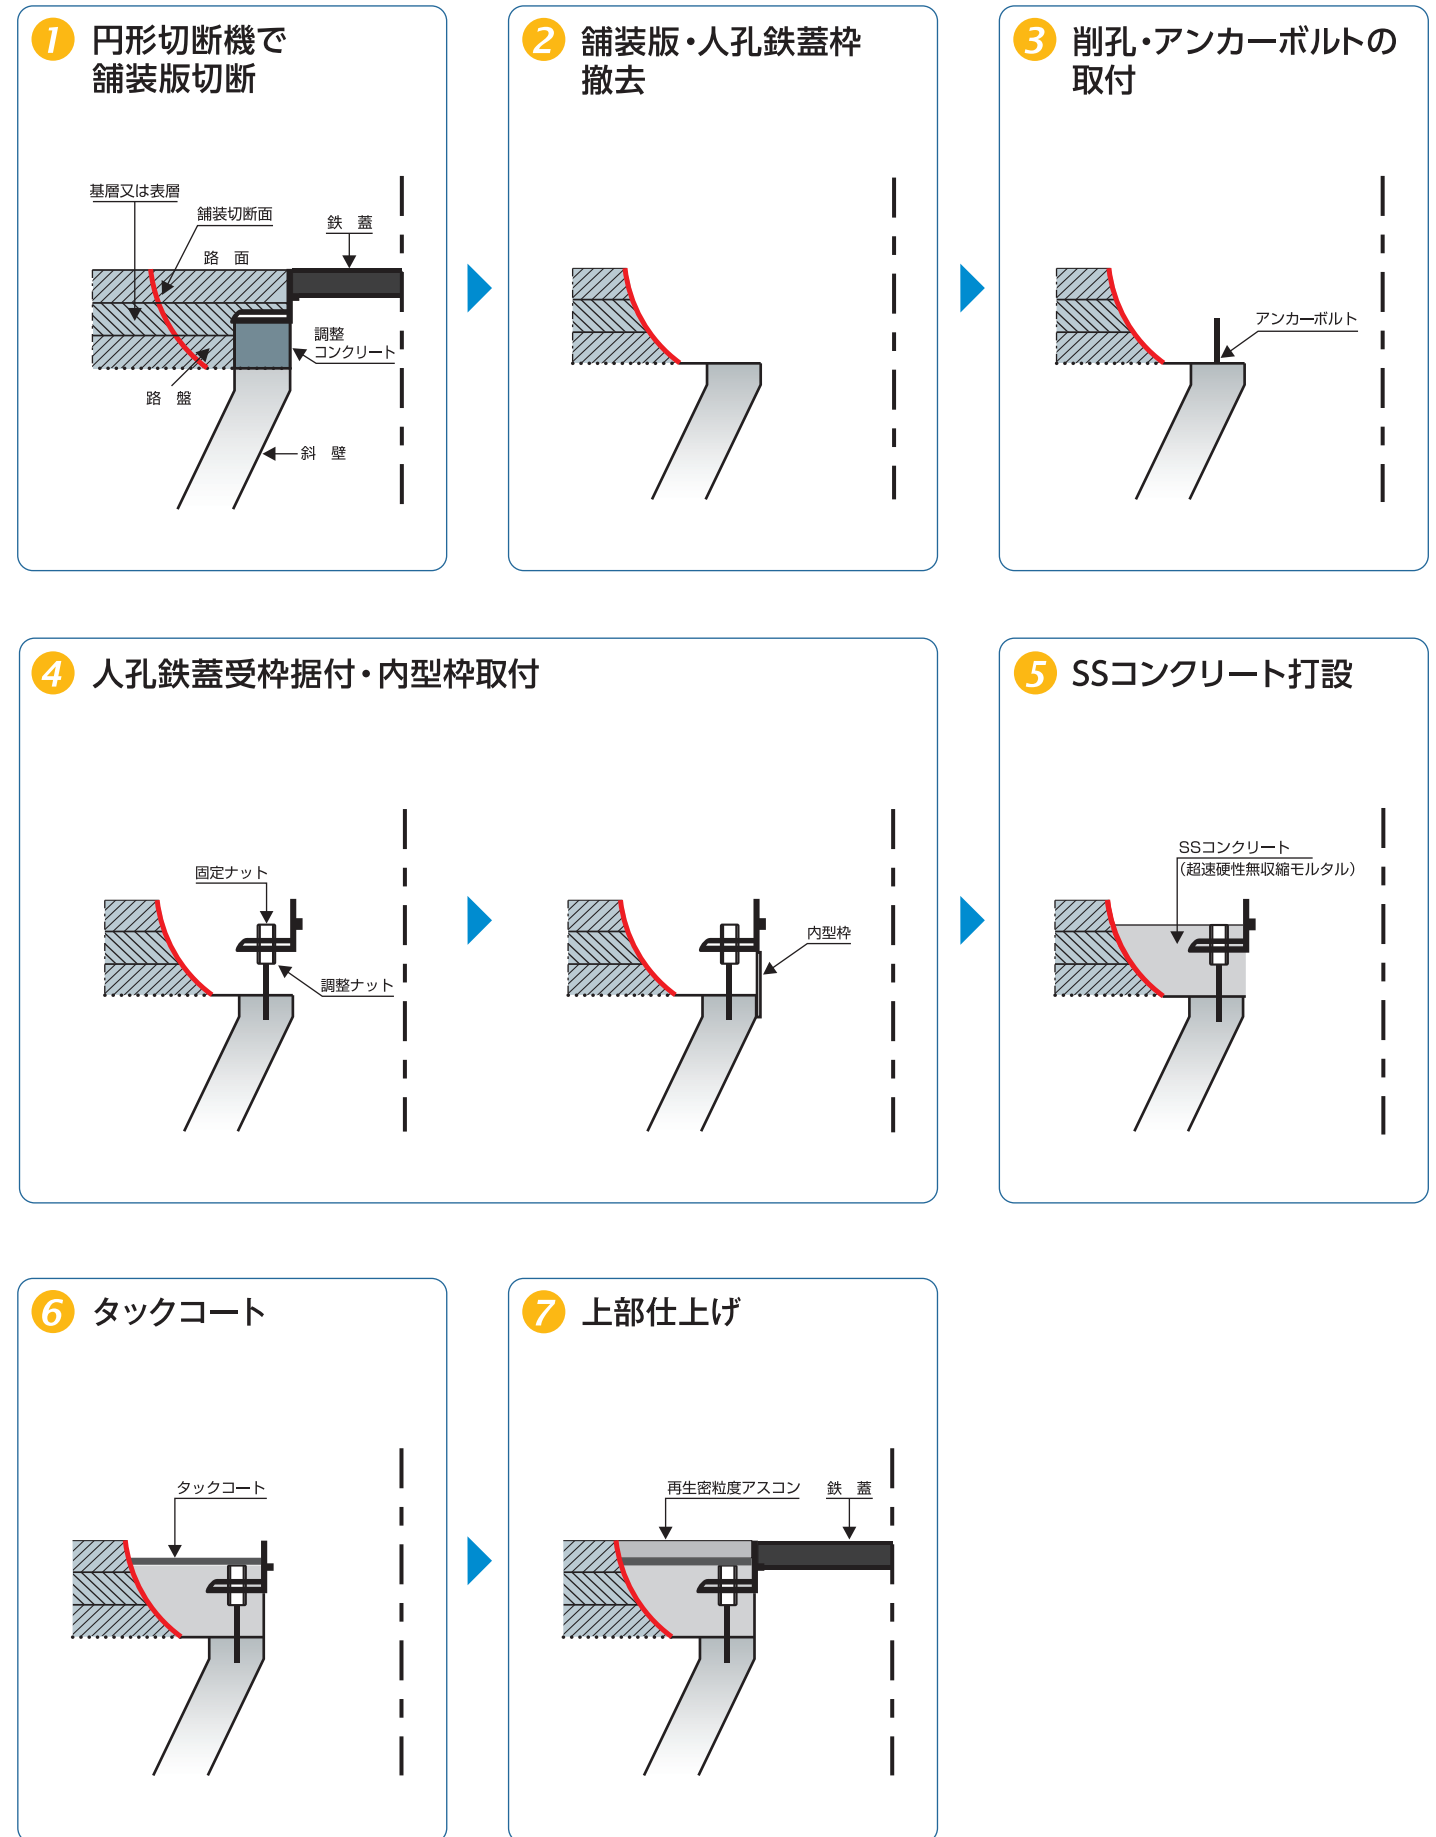 1 円形切断機で
舗装版切断
基層又は表層
舗装切断面
路　面
鉄　蓋
調整
コンクリート
路　盤
斜　壁
2 舗装版・人孔鉄蓋枠
撤去
3 削孔・アンカーボルトの
取付
アンカーボルト
4 人孔鉄蓋受枠据付・内型枠取付
固定ナット
調整ナット
内型枠
5 SSコンクリート打設
SSコンクリート
（超速硬性無収縮モルタル）
6 タックコート
タックコート
7 上部仕上げ
再生密粒度アスコン
鉄　蓋